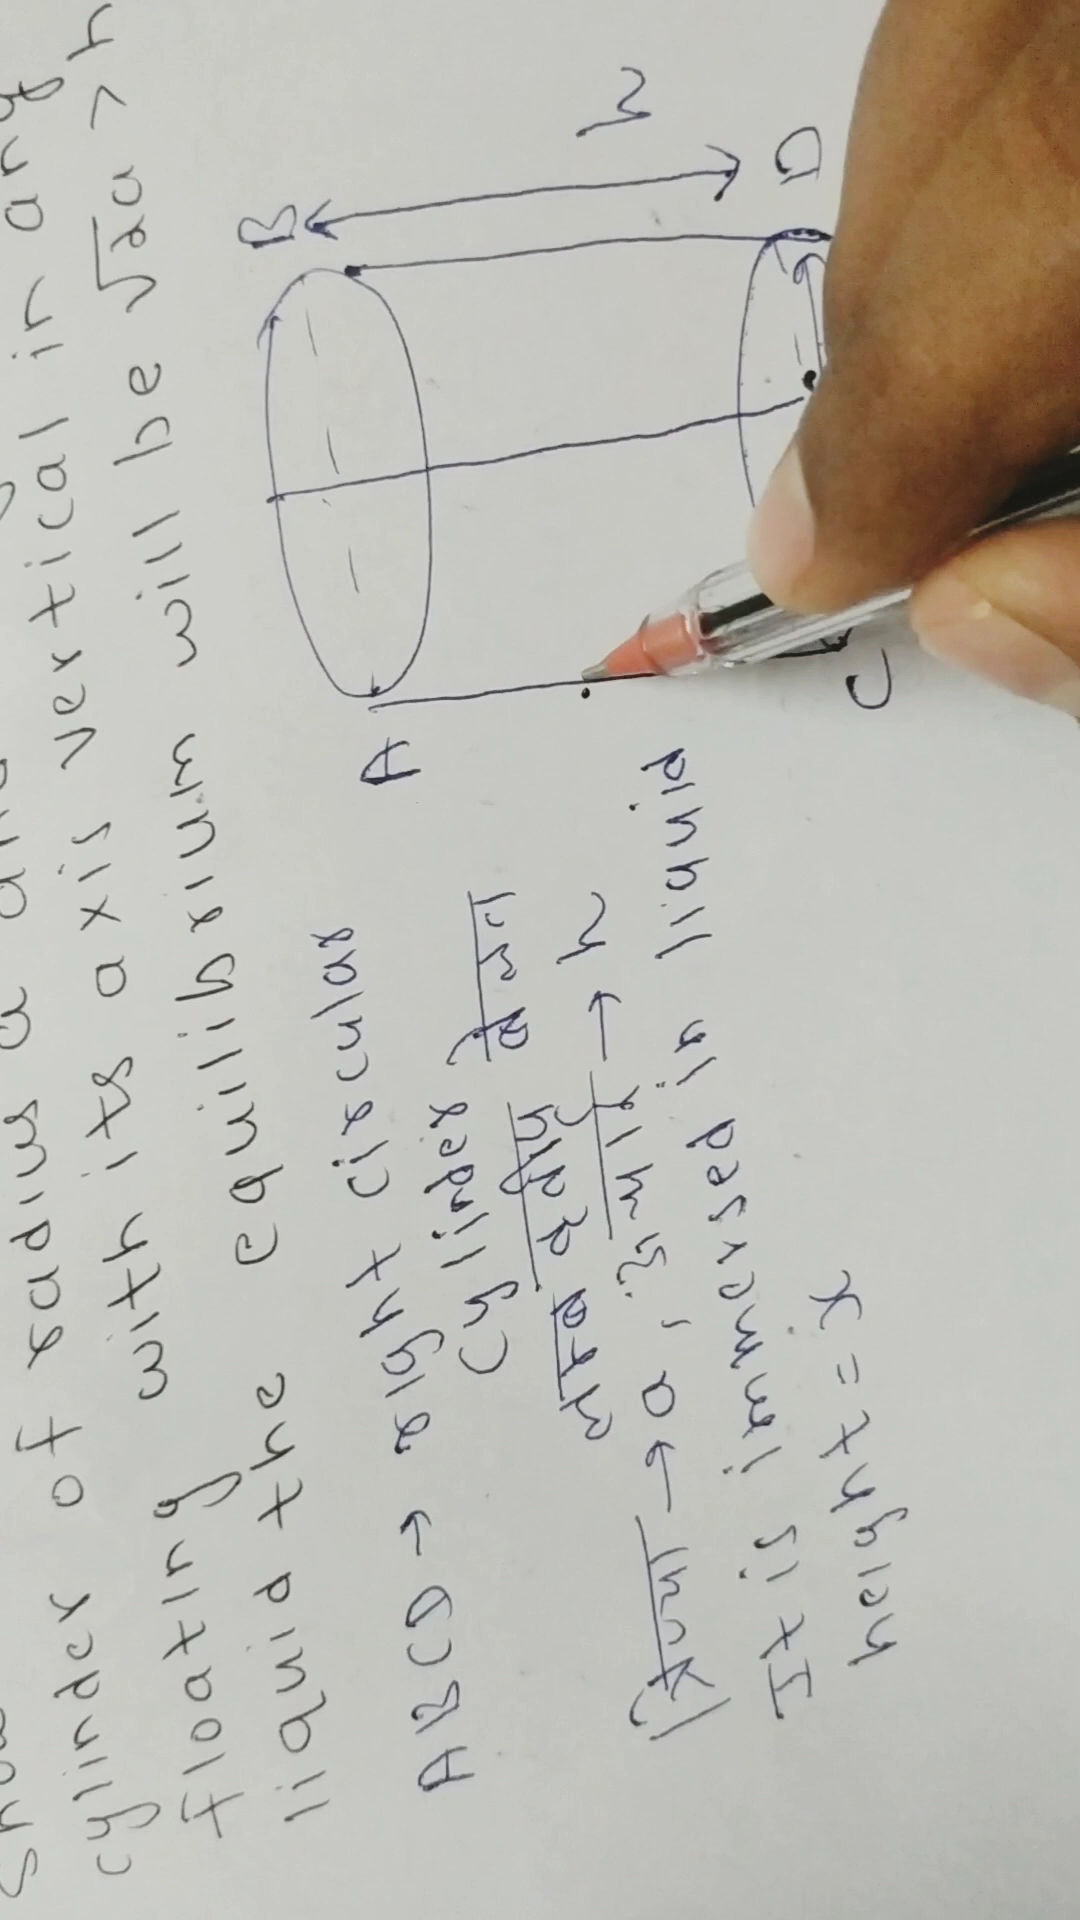 cylinder of radius a and
floating with its axis vertical in any
liquid the equilibrium will be √2a > h
ABCD → right circular
cylinder
→ a, → h
It is immersed in liquid
height = x
A
B
C
D
h
a